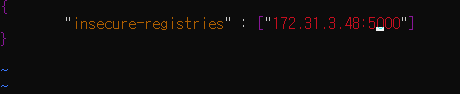 {
"insecure-registries" : ["172.31.3.48:5000"]
}
~
~